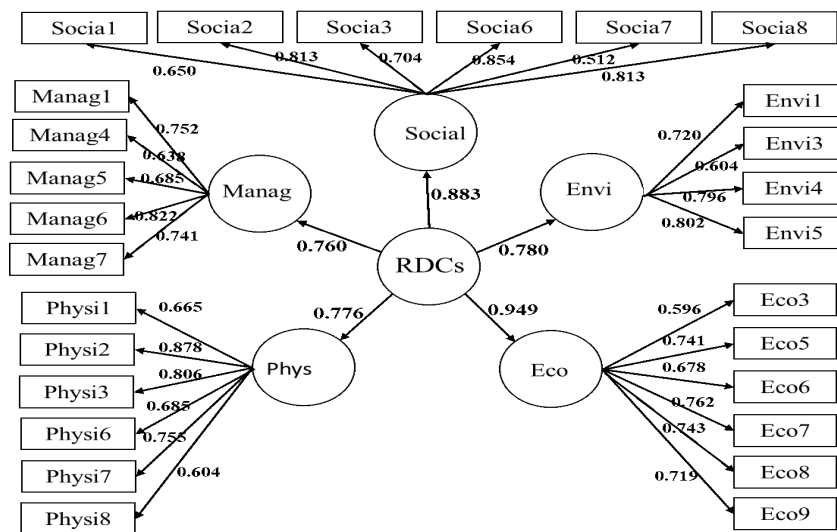 Socia1 Socia2 Socia3 Socia6 Socia7 Socia8
0.650 0.813 0.704 0.854 0.512 0.813
Social
0.883
Manag1
Manag4
Manag5
Manag6
Manag7
0.752
0.638
0.685
0.822
0.741
Manag
0.760
Envi1
Envi3
Envi4
Envi5
0.720
0.604
0.796
0.802
Envi
0.780
RDCs
Physi1
Physi2
Physi3
Physi6
Physi7
Physi8
0.665
0.878
0.806
0.685
0.755
0.604
Phys
0.776
Eco3
Eco5
Eco6
Eco7
Eco8
Eco9
0.596
0.741
0.678
0.762
0.743
0.719
Eco
0.949